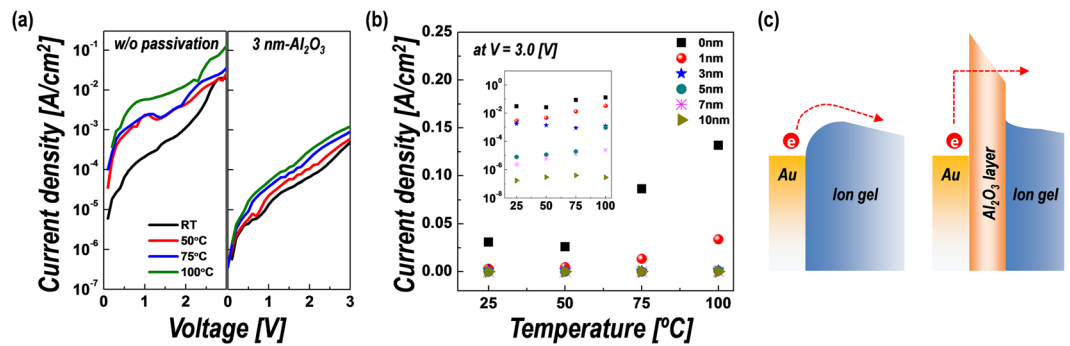 (a)
w/o passivation
3 nm-Al2O3
Current density [A/cm2]
10⁻¹
10⁻²
10⁻³
10⁻⁴
10⁻⁵
10⁻⁶
10⁻⁷
RT
50°C
75°C
100°C
0 1 2 3
0 1 2 3
Voltage [V]
(b)
at V = 3.0 [V]
Current density [A/cm2]
0.25
0.20
0.15
0.10
0.05
0.00
0nm
1nm
3nm
5nm
7nm
10nm
10⁰
10⁻²
10⁻⁴
10⁻⁶
10⁻⁸
25 50 75 100
25 50 75 100
Temperature [ºC]
(c)
e
Au
Ion gel
e
Au
Al2O3 layer
Ion gel